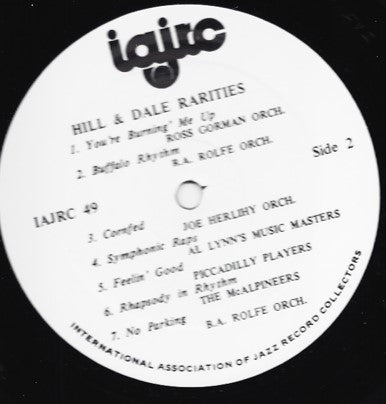 iajrc
HILL & DALE RARITIES
1. You're Burning' Me Up
ROSS GORMAN ORCH.
2. Buffalo Rhythm
B.A. ROLFE ORCH.
Side 2
IAJRC 49
3. Cornfed
JOE HERLIHY ORCH.
4. Symphonic Raps
AL LYNN'S MUSIC MASTERS
5. Feelin' Good
PICCADILLY PLAYERS
6. Rhapsody in Rhythm
THE McALPINEERS
7. No Parking
B.A. ROLFE ORCH.
INTERNATIONAL ASSOCIATION OF JAZZ RECORD COLLECTORS